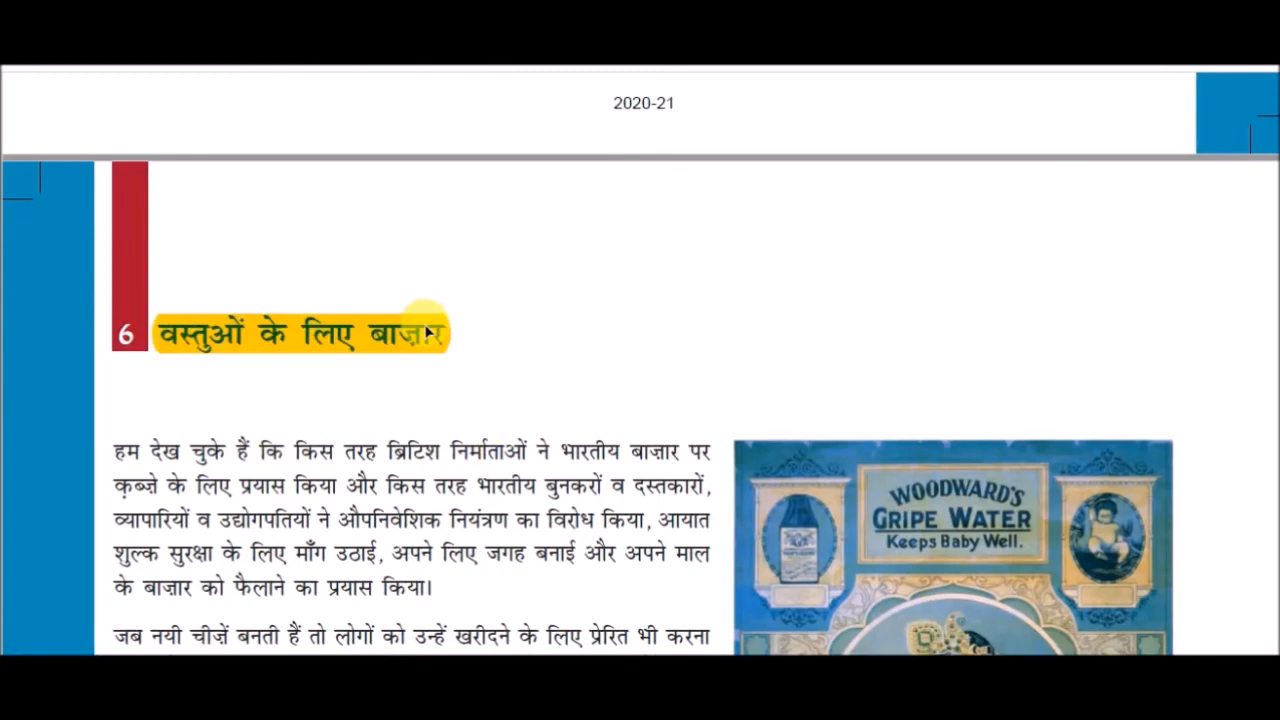 2020-21
6 वस्तुओं के लिए बाज़ार
हम देख चुके हैं कि किस तरह ब्रिटिश निर्माताओं ने भारतीय बाज़ार पर
क़ब्ज़े के लिए प्रयास किया और किस तरह भारतीय बुनकरों व दस्तकारों,
व्यापारियों व उद्योगपतियों ने औपनिवेशिक नियंत्रण का विरोध किया, आयात
शुल्क सुरक्षा के लिए माँग उठाई, अपने लिए जगह बनाई और अपने माल
के बाज़ार को फैलाने का प्रयास किया।
जब नयी चीज़ें बनती हैं तो लोगों को उन्हें खरीदने के लिए प्रेरित भी करना
WOODWARD'S
GRIPE WATER
Keeps Baby Well.